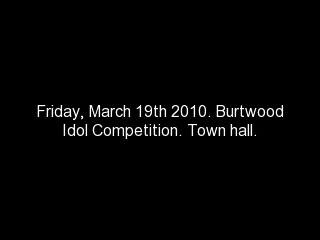 Friday, March 19th 2010. Burtwood
Idol Competition. Town hall.